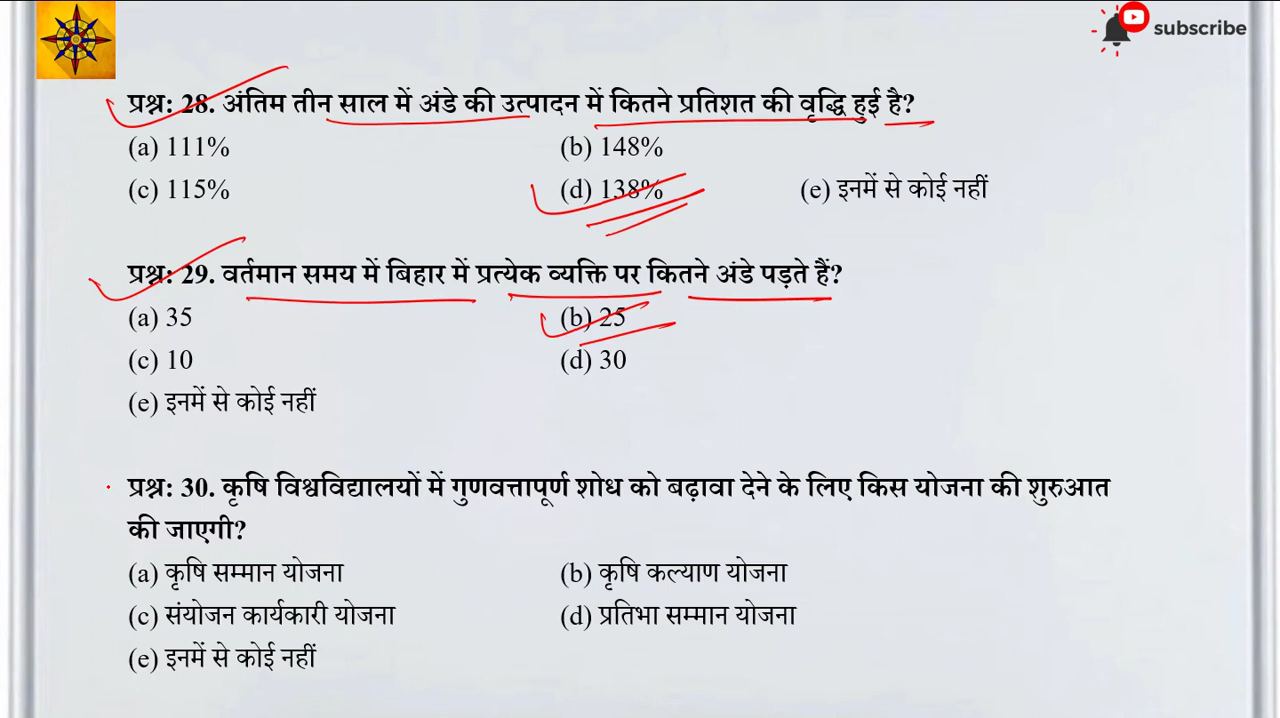 subscribe
प्रश्न: 28. अंतिम तीन साल में अंडे की उत्पादन में कितने प्रतिशत की वृद्धि हुई है?
(a) 111% (b) 148%
(c) 115% (d) 138% (e) इनमें से कोई नहीं
प्रश्न: 29. वर्तमान समय में बिहार में प्रत्येक व्यक्ति पर कितने अंडे पड़ते हैं?
(a) 35 (b) 25
(c) 10 (d) 30
(e) इनमें से कोई नहीं
प्रश्न: 30. कृषि विश्वविद्यालयों में गुणवत्तापूर्ण शोध को बढ़ावा देने के लिए किस योजना की शुरुआत
की जाएगी?
(a) कृषि सम्मान योजना (b) कृषि कल्याण योजना
(c) संयोजन कार्यकारी योजना (d) प्रतिभा सम्मान योजना
(e) इनमें से कोई नहीं